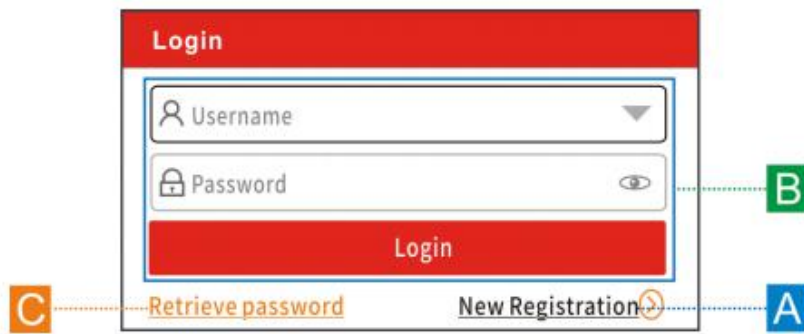 Login
Username
Password
B
Login
C Retrieve password New Registration A